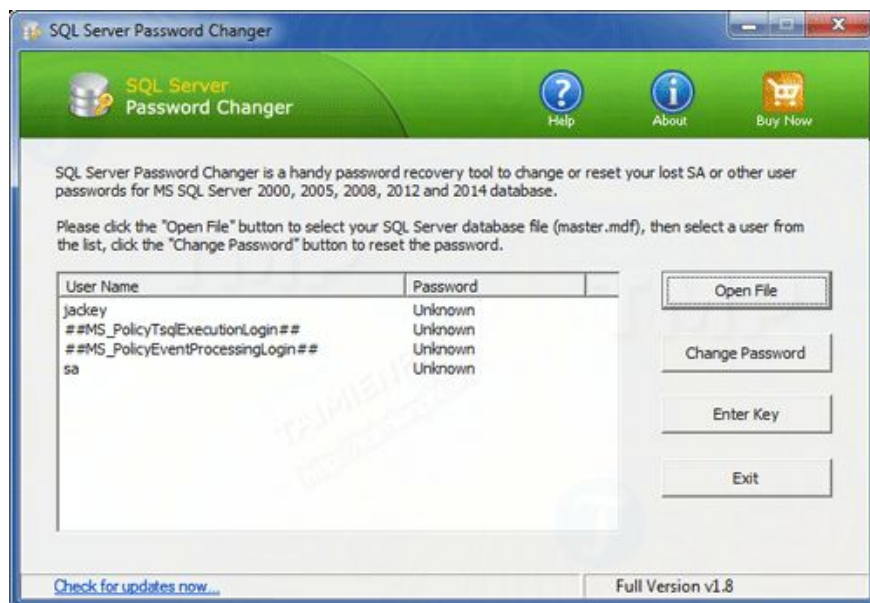 SQL Server Password Changer
SQL Server
Password Changer
Help
About
Buy Now
SQL Server Password Changer is a handy password recovery tool to change or reset your lost SA or other user
passwords for MS SQL Server 2000, 2005, 2008, 2012 and 2014 database.
Please click the "Open File" button to select your SQL Server database file (master.mdf), then select a user from
the list, click the "Change Password" button to reset the password.
User Name Password
jackey Unknown
##MS_PolicyTsqlExecutionLogin## Unknown
##MS_PolicyEventProcessingLogin## Unknown
sa Unknown
Open File
Change Password
Enter Key
Exit
Check for updates now...
Full Version v1.8